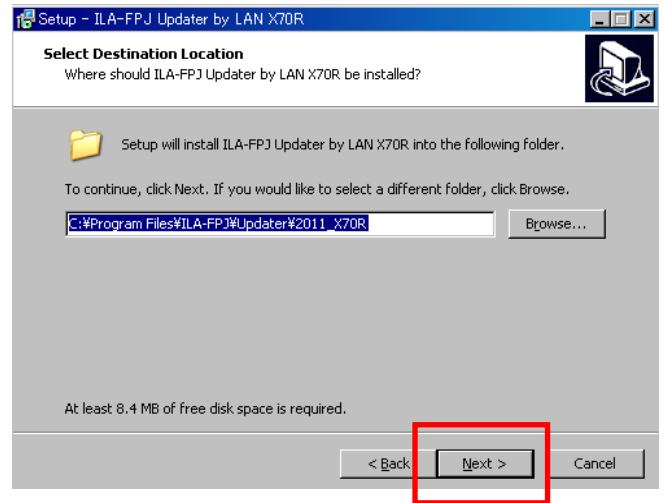 Setup - ILA-FPJ Updater by LAN X70R
Select Destination Location
Where should ILA-FPJ Updater by LAN X70R be installed?
Setup will install ILA-FPJ Updater by LAN X70R into the following folder.
To continue, click Next. If you would like to select a different folder, click Browse.
C:¥Program Files¥ILA-FPJ¥Updater¥2011_X70R
Browse...
At least 8.4 MB of free disk space is required.
< Back Next > Cancel